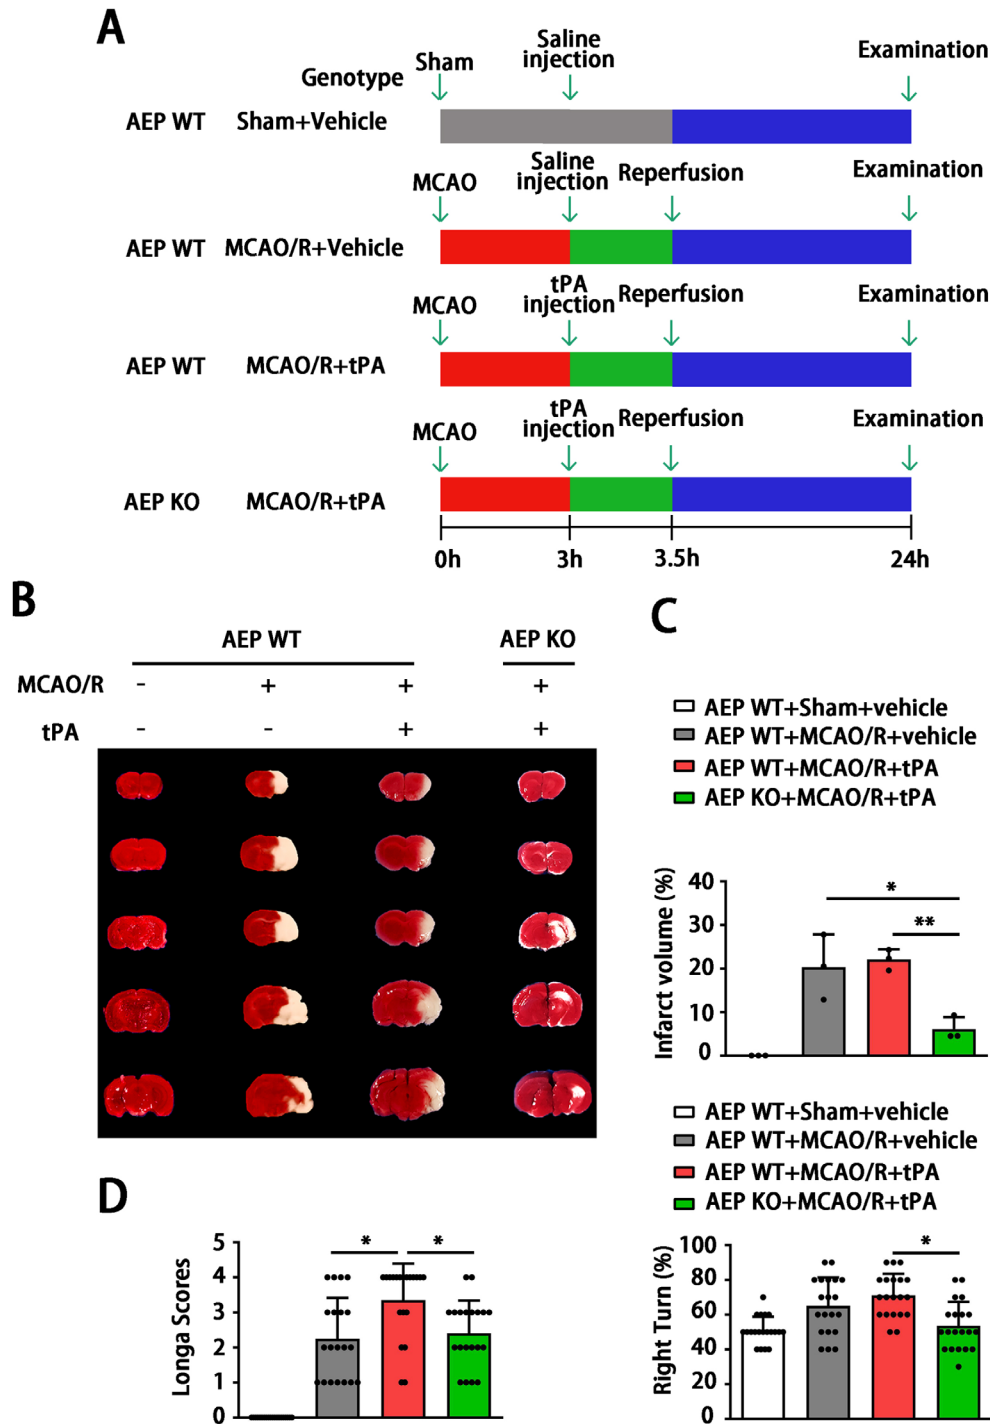 A
Genotype
Sham
Saline
injection
Examination
AEP WT Sham+Vehicle
MCAO
Saline
injection
Reperfusion
Examination
AEP WT MCAO/R+Vehicle
MCAO
tPA
injection
Reperfusion
Examination
AEP WT MCAO/R+tPA
MCAO
tPA
injection
Reperfusion
Examination
AEP KO MCAO/R+tPA
0h 3h 3.5h 24h
B
AEP WT AEP KO
MCAO/R - + + +
tPA - - + +
C
AEP WT+Sham+vehicle
AEP WT+MCAO/R+vehicle
AEP WT+MCAO/R+tPA
AEP KO+MCAO/R+tPA
Infarct volume (%)
40
30
20
10
0
*
**
AEP WT+Sham+vehicle
AEP WT+MCAO/R+vehicle
AEP WT+MCAO/R+tPA
AEP KO+MCAO/R+tPA
Right Turn (%)
100
80
60
40
20
0
*
D
Longa Scores
5
4
3
2
1
0
* *